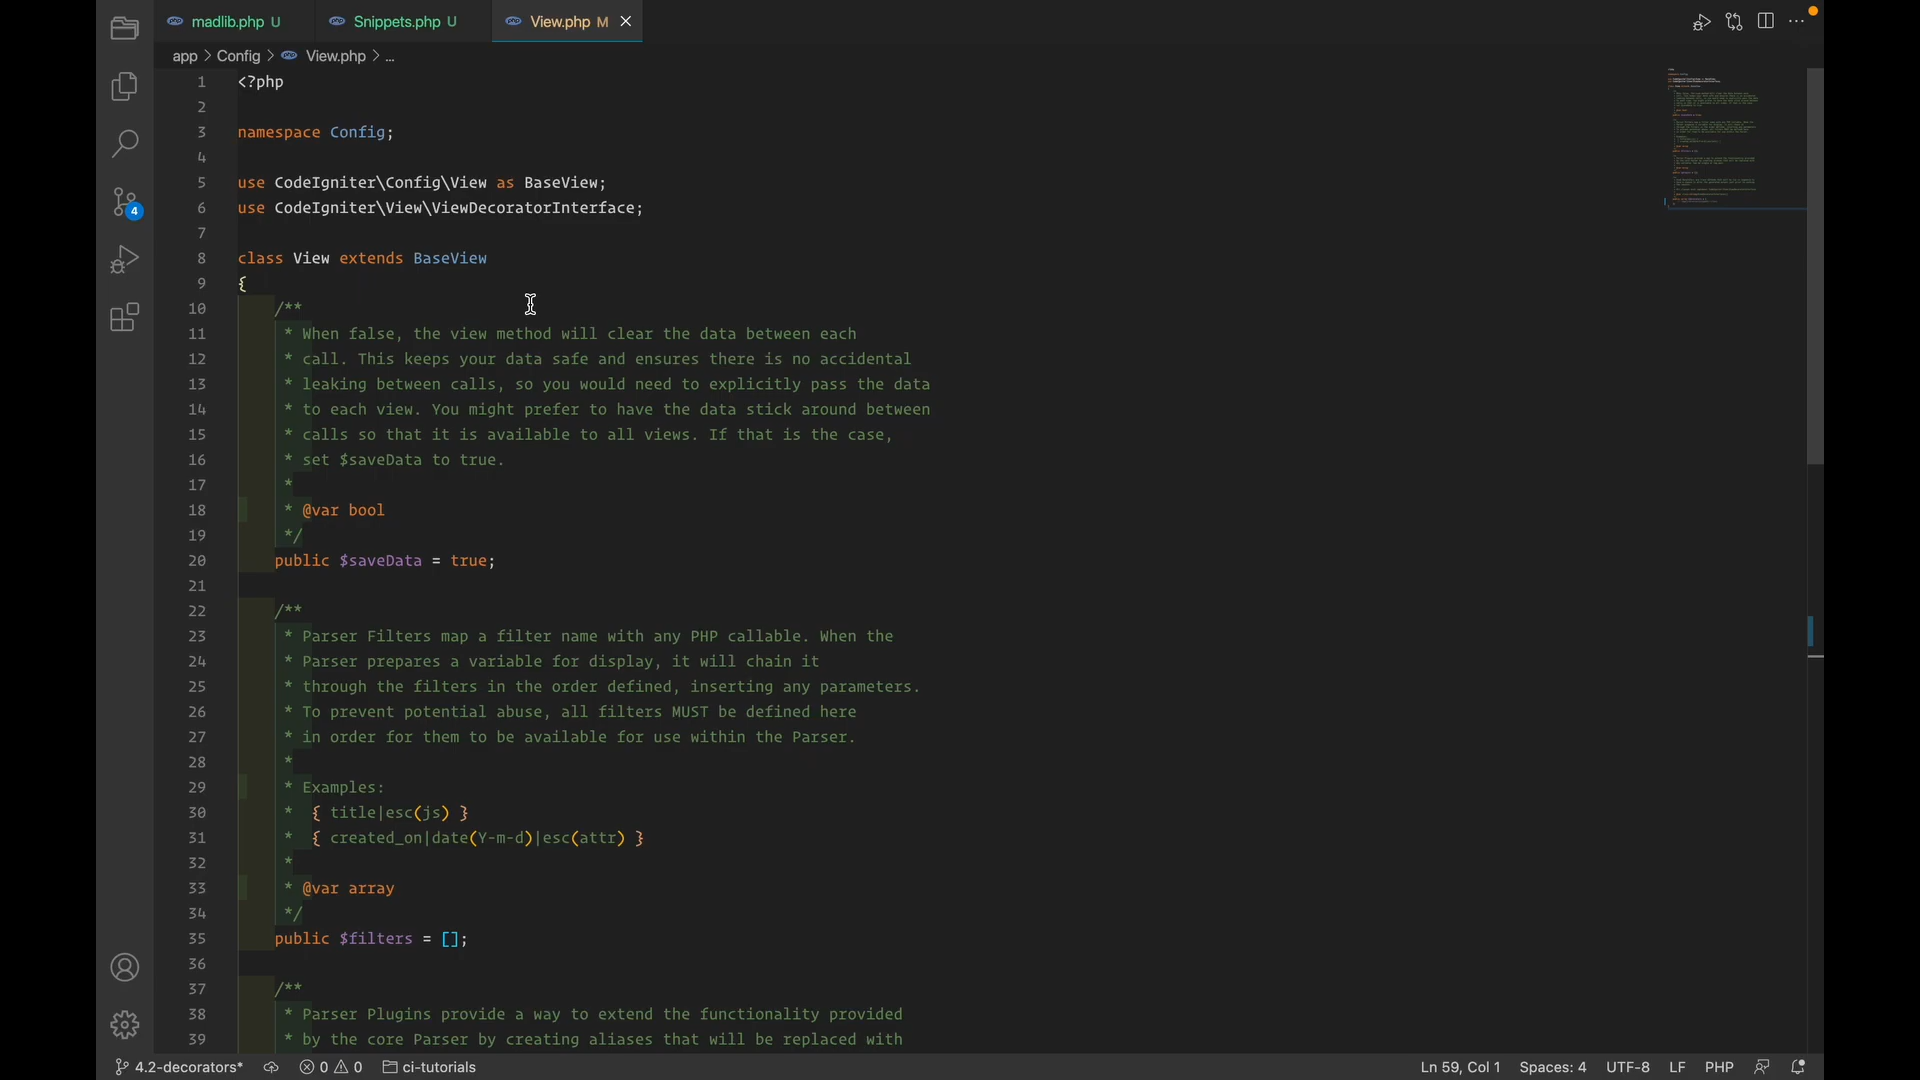 madlib.php U
Snippets.php U
View.php M
app > Config > View.php > ...
1 <?php
2
3 namespace Config;
4
5 use CodeIgniter\Config\View as BaseView;
6 use CodeIgniter\View\ViewDecoratorInterface;
7
8 class View extends BaseView
9 {
10 /**
11 * When false, the view method will clear the data between each
12 * call. This keeps your data safe and ensures there is no accidental
13 * leaking between calls, so you would need to explicitly pass the data
14 * to each view. You might prefer to have the data stick around between
15 * calls so that it is available to all views. If that is the case,
16 * set $saveData to true.
17 *
18 * @var bool
19 */
20 public $saveData = true;
21
22 /**
23 * Parser Filters map a filter name with any PHP callable. When the
24 * Parser prepares a variable for display, it will chain it
25 * through the filters in the order defined, inserting any parameters.
26 * To prevent potential abuse, all filters MUST be defined here
27 * in order for them to be available for use within the Parser.
28 *
29 * Examples:
30 * { title|esc(js) }
31 * { created_on|date(Y-m-d)|esc(attr) }
32 *
33 * @var array
34 */
35 public $filters = [];
36
37 /**
38 * Parser Plugins provide a way to extend the functionality provided
39 * by the core Parser by creating aliases that will be replaced with
4
4.2-decorators* 0 0 ci-tutorials Ln 59, Col 1 Spaces: 4 UTF-8 LF PHP